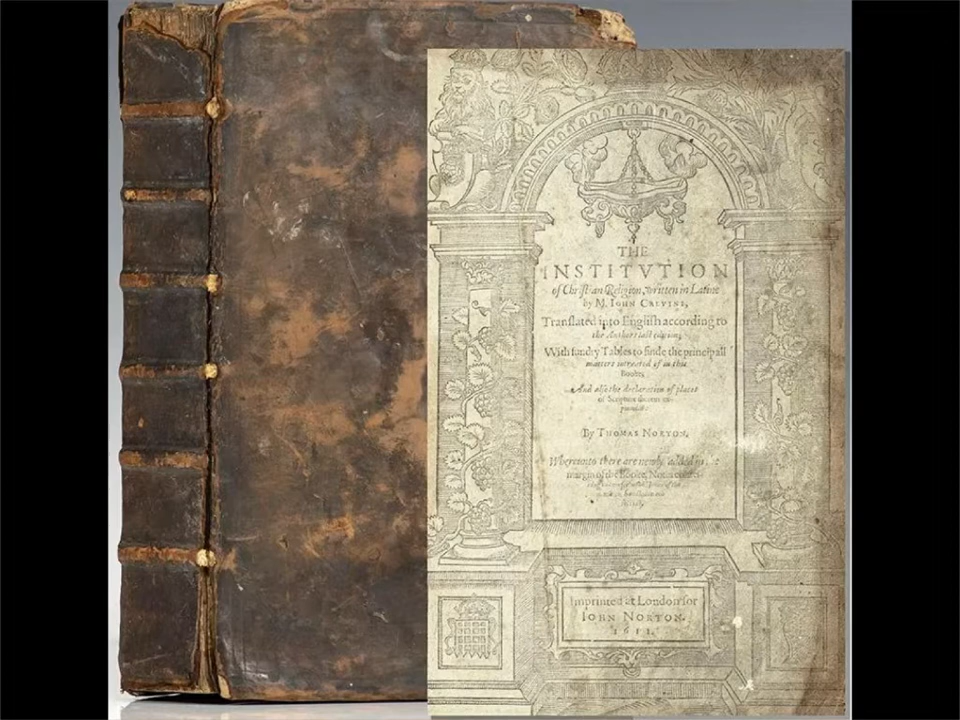 THE
INSTITVTION
of Christian Religion, written in Latine
by M. IOHN CALVINE,
Translated into English according to
the Authors last edition,
With sundry Tables to finde the principall
matters intreated of in this
Booke,
And also the declaration of places
of Scripture therein ex-
pounded.
By THOMAS NORTON.
Whereunto there are newly added in the
margin of the Booke, Notes
Imprinted at London for
IOHN NORTON.
1611.